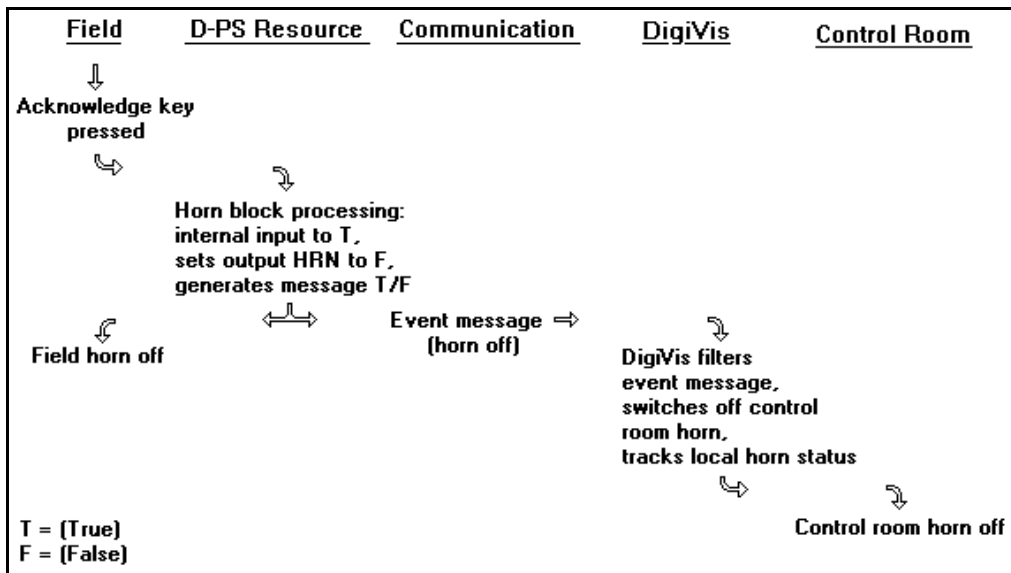 Field D-PS Resource Communication DigiVis Control Room
Acknowledge key
pressed
Horn block processing:
internal input to T,
sets output HRN to F,
generates message T/F
Field horn off
Event message
(horn off)
DigiVis filters
event message,
switches off control
room horn,
tracks local horn status
Control room horn off
T = (True)
F = (False)